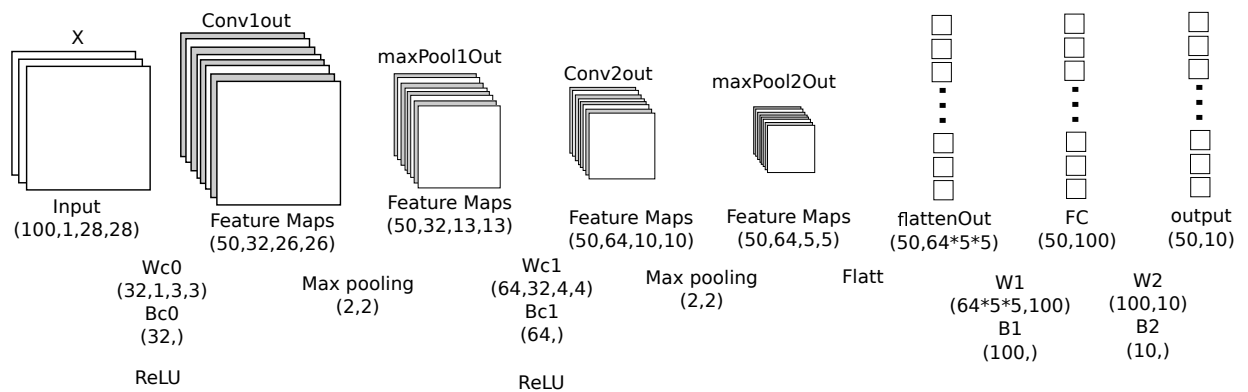 X
Input
(100,1,28,28)
Wc0
(32,1,3,3)
Bc0
(32,)
ReLU
Conv1out
Feature Maps
(50,32,26,26)
Max pooling
(2,2)
maxPool1Out
Feature Maps
(50,32,13,13)
Wc1
(64,32,4,4)
Bc1
(64,)
ReLU
Conv2out
Feature Maps
(50,64,10,10)
Max pooling
(2,2)
maxPool2Out
Feature Maps
(50,64,5,5)
Flatt
flattenOut
(50,64*5*5)
W1
(64*5*5,100)
B1
(100,)
FC
(50,100)
W2
(100,10)
B2
(10,)
output
(50,10)